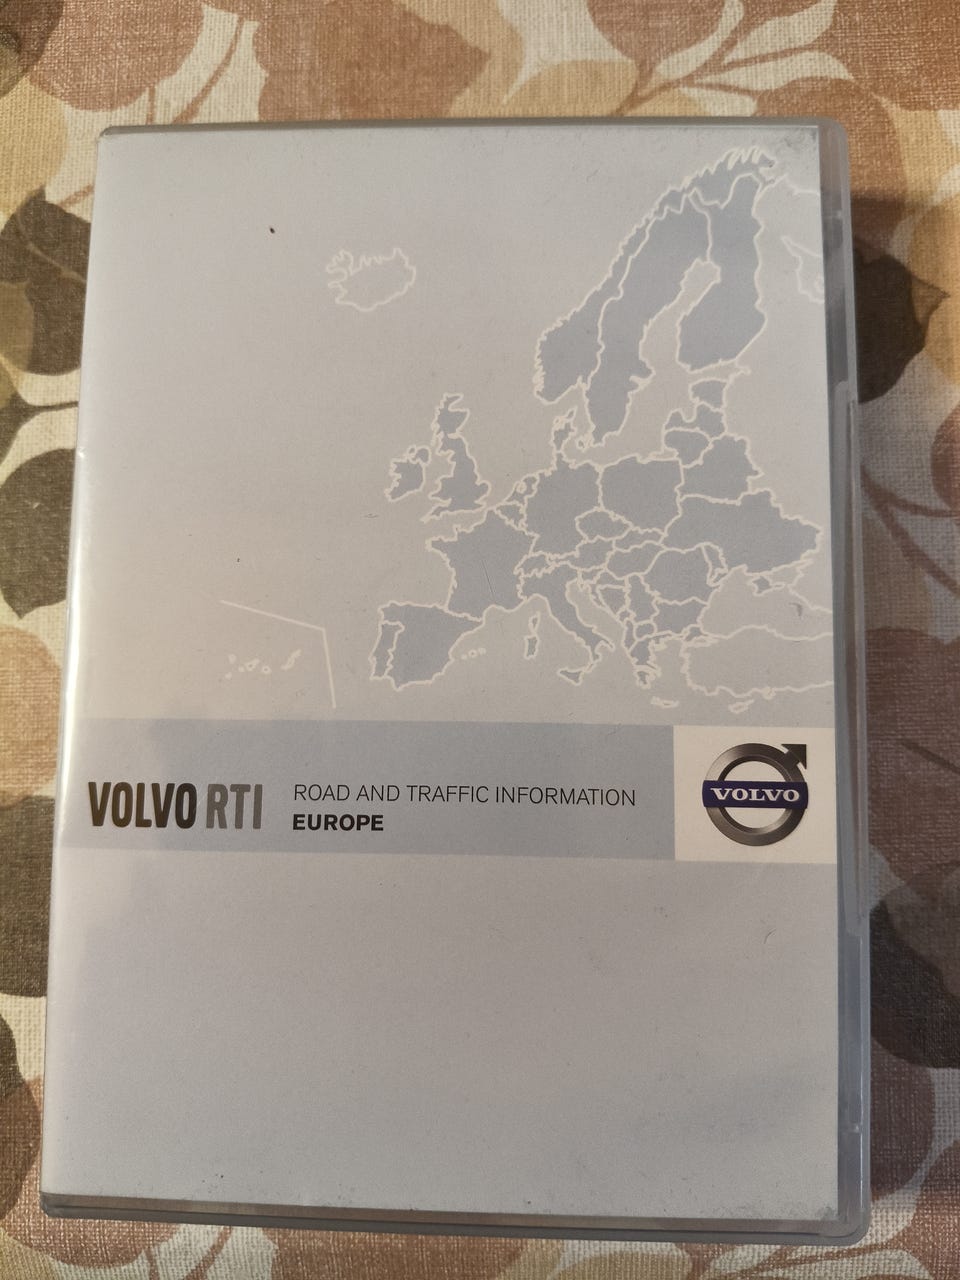 VOLVO RTI
ROAD AND TRAFFIC INFORMATION
EUROPE
VOLVO